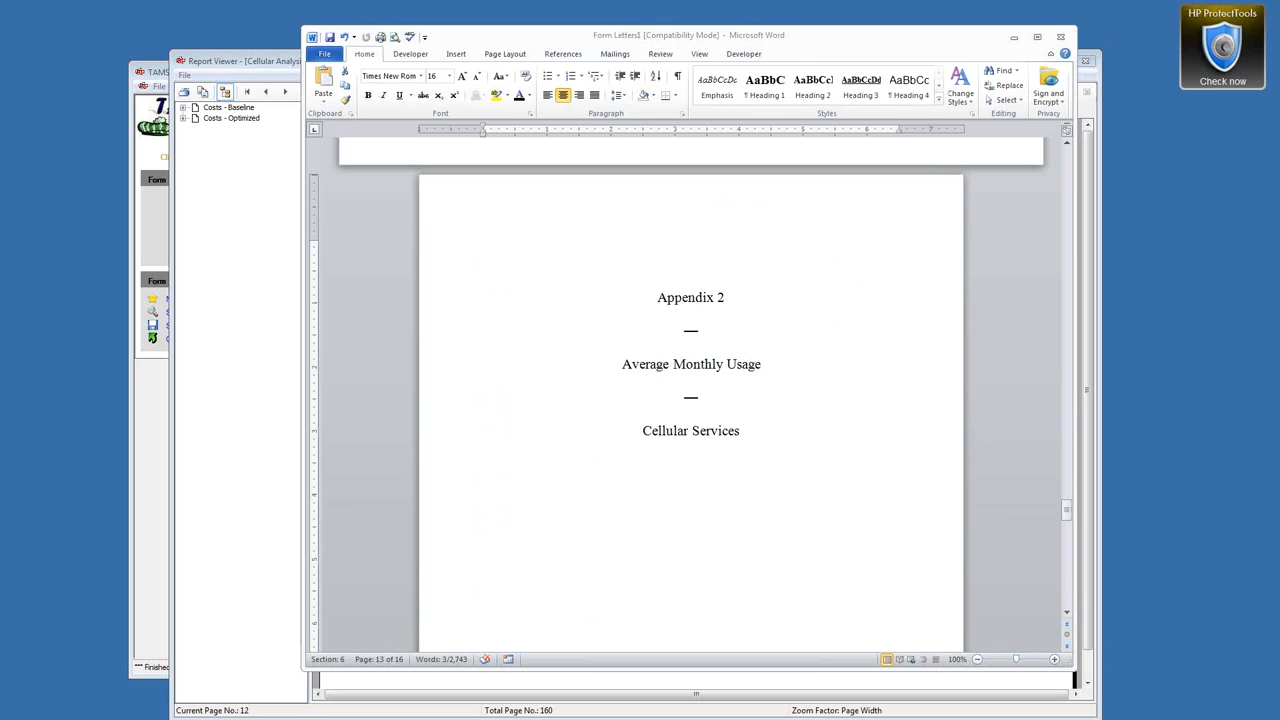 HP ProtectTools
Check now
Form Letters1 [Compatibility Mode] - Microsoft Word
File Home Developer Insert Page Layout References Mailings Review View Developer
Times New Rom 16
Paste
Clipboard
Font
Paragraph
AaBbCcDc AaBbC AaBbCc] AaBbCcDd AaBbCc
Emphasis ¶ Heading 1 Heading 2 Heading 3 ¶ Heading 4
Styles
Change Styles
Find
Replace
Select
Editing
Sign and Encrypt
Privacy
TAMS
File
Form
Form
*** Finished
Report Viewer - [Cellular Analysi
File
Costs - Baseline
Costs - Optimized
Appendix 2
—
Average Monthly Usage
—
Cellular Services
Section: 6 Page: 13 of 16 Words: 3/2,743 100%
Current Page No.: 12 Total Page No.: 160 Zoom Factor: Page Width